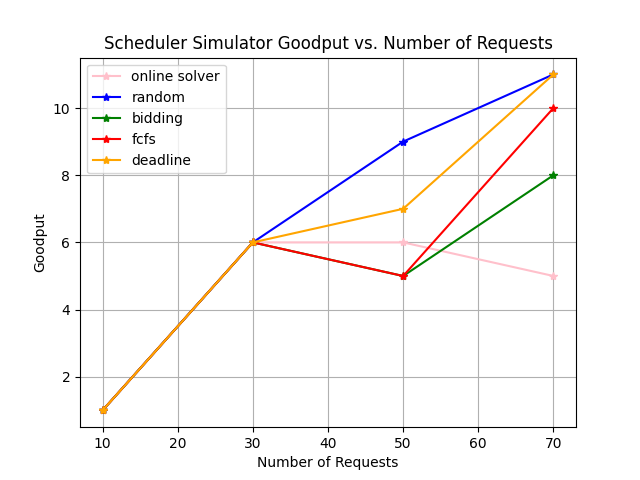 Scheduler Simulator Goodput vs. Number of Requests
online solver
random
bidding
fcfs
deadline
Goodput
10
8
6
4
2
10 20 30 40 50 60 70
Number of Requests